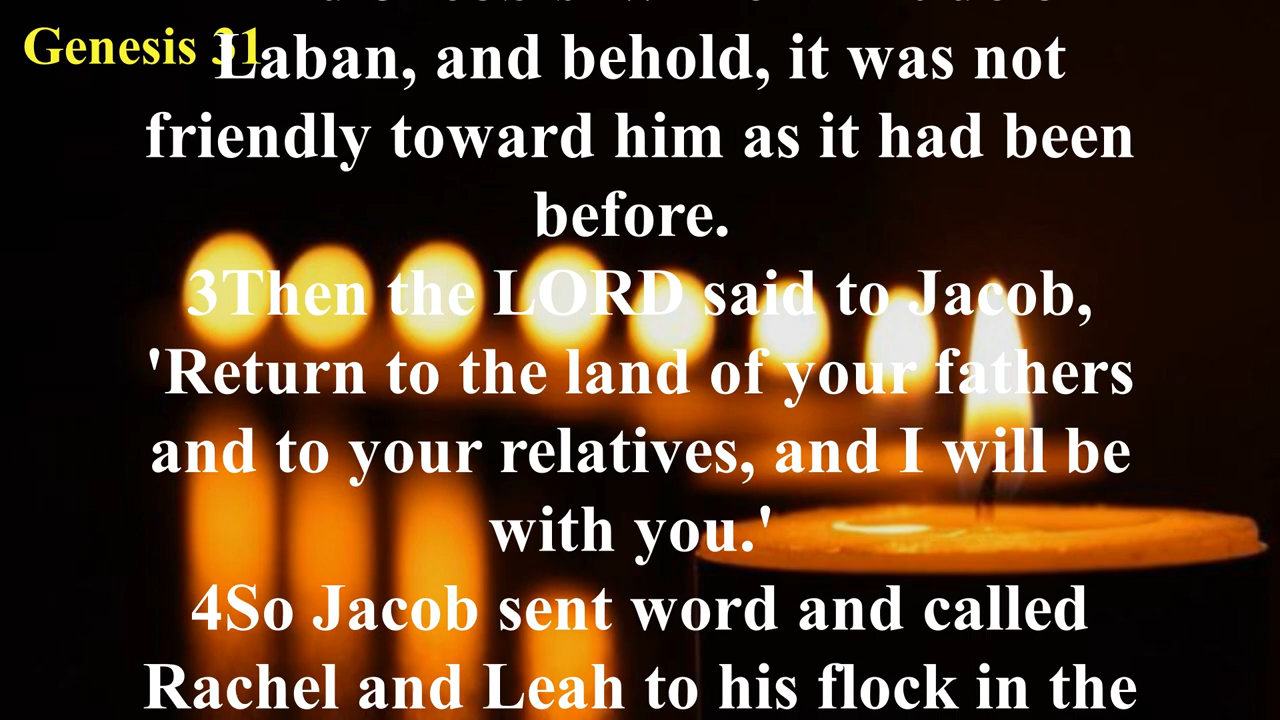 Genesis 31
Laban, and behold, it was not
friendly toward him as it had been
before.
3Then the LORD said to Jacob,
'Return to the land of your fathers
and to your relatives, and I will be
with you.'
4So Jacob sent word and called
Rachel and Leah to his flock in the